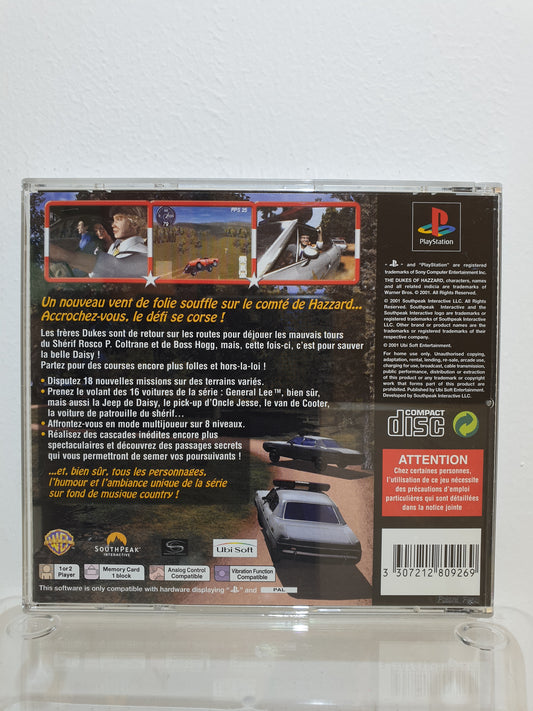 FPS 25
Un nouveau vent de folie souffle sur le comté de Hazzard...
Accrochez-vous, le défi se corse !
Les frères Dukes sont de retour sur les routes pour déjouer les mauvais tours
du Shérif Rosco P. Coltrane et de Boss Hogg, mais, cette fois-ci, c'est pour sauver
la belle Daisy !
Partez pour des courses encore plus folles et hors-la-loi !
• Disputez 18 nouvelles missions sur des terrains variés.
• Prenez le volant des 16 voitures de la série : General Lee™, bien sûr,
mais aussi la Jeep de Daisy, le pick-up d'Oncle Jesse, le van de Cooter,
la voiture de patrouille du shérif...
• Affrontez-vous en mode multijoueur sur 8 niveaux.
• Réalisez des cascades inédites encore plus
spectaculaires et découvrez des passages secrets
qui vous permettront de semer vos poursuivants !
...et, bien sûr, tous les personnages,
l'humour et l'ambiance unique de la série
sur fond de musique country !
WB
SOUTHPEAK
INTERACTIVE
Ubi Soft
1 or 2
Player
Memory Card
1 block
Analog Control
Compatible
Vibration Function
Compatible
This software is only compatible with hardware displaying "PS" and PAL
PlayStation
"PS" and "PlayStation" are registered
trademarks of Sony Computer Entertainment Inc.
THE DUKES OF HAZZARD, characters, names
and all related indicia are trademarks of
Warner Bros. © 2001. All Rights Reserved.
© 2001 Southpeak Interactive LLC. All Rights
Reserved. Southpeak Interactive and the
Southpeak Interactive logo are trademarks or
registered trademarks of Southpeak Interactive
LLC. Other brand or product names are the
trademarks or registered trademarks of their
respective company.
© 2001 Ubi Soft Entertainment.
For home use only. Unauthorised copying,
adaptation, rental, lending, re-sale, arcade use,
charging for use, broadcast, cable transmission,
public performance, distribution or extraction
of this product or any trademark or copyright
work that forms part of this product are
prohibited. Published by Ubi Soft Entertainment.
Developed by Southpeak Interactive LLC.
COMPACT
disc
ATTENTION
Chez certaines personnes,
l'utilisation de ce jeu nécessite
des précautions d'emploi
particulières qui sont détaillées
dans la notice jointe
3 307212 809269